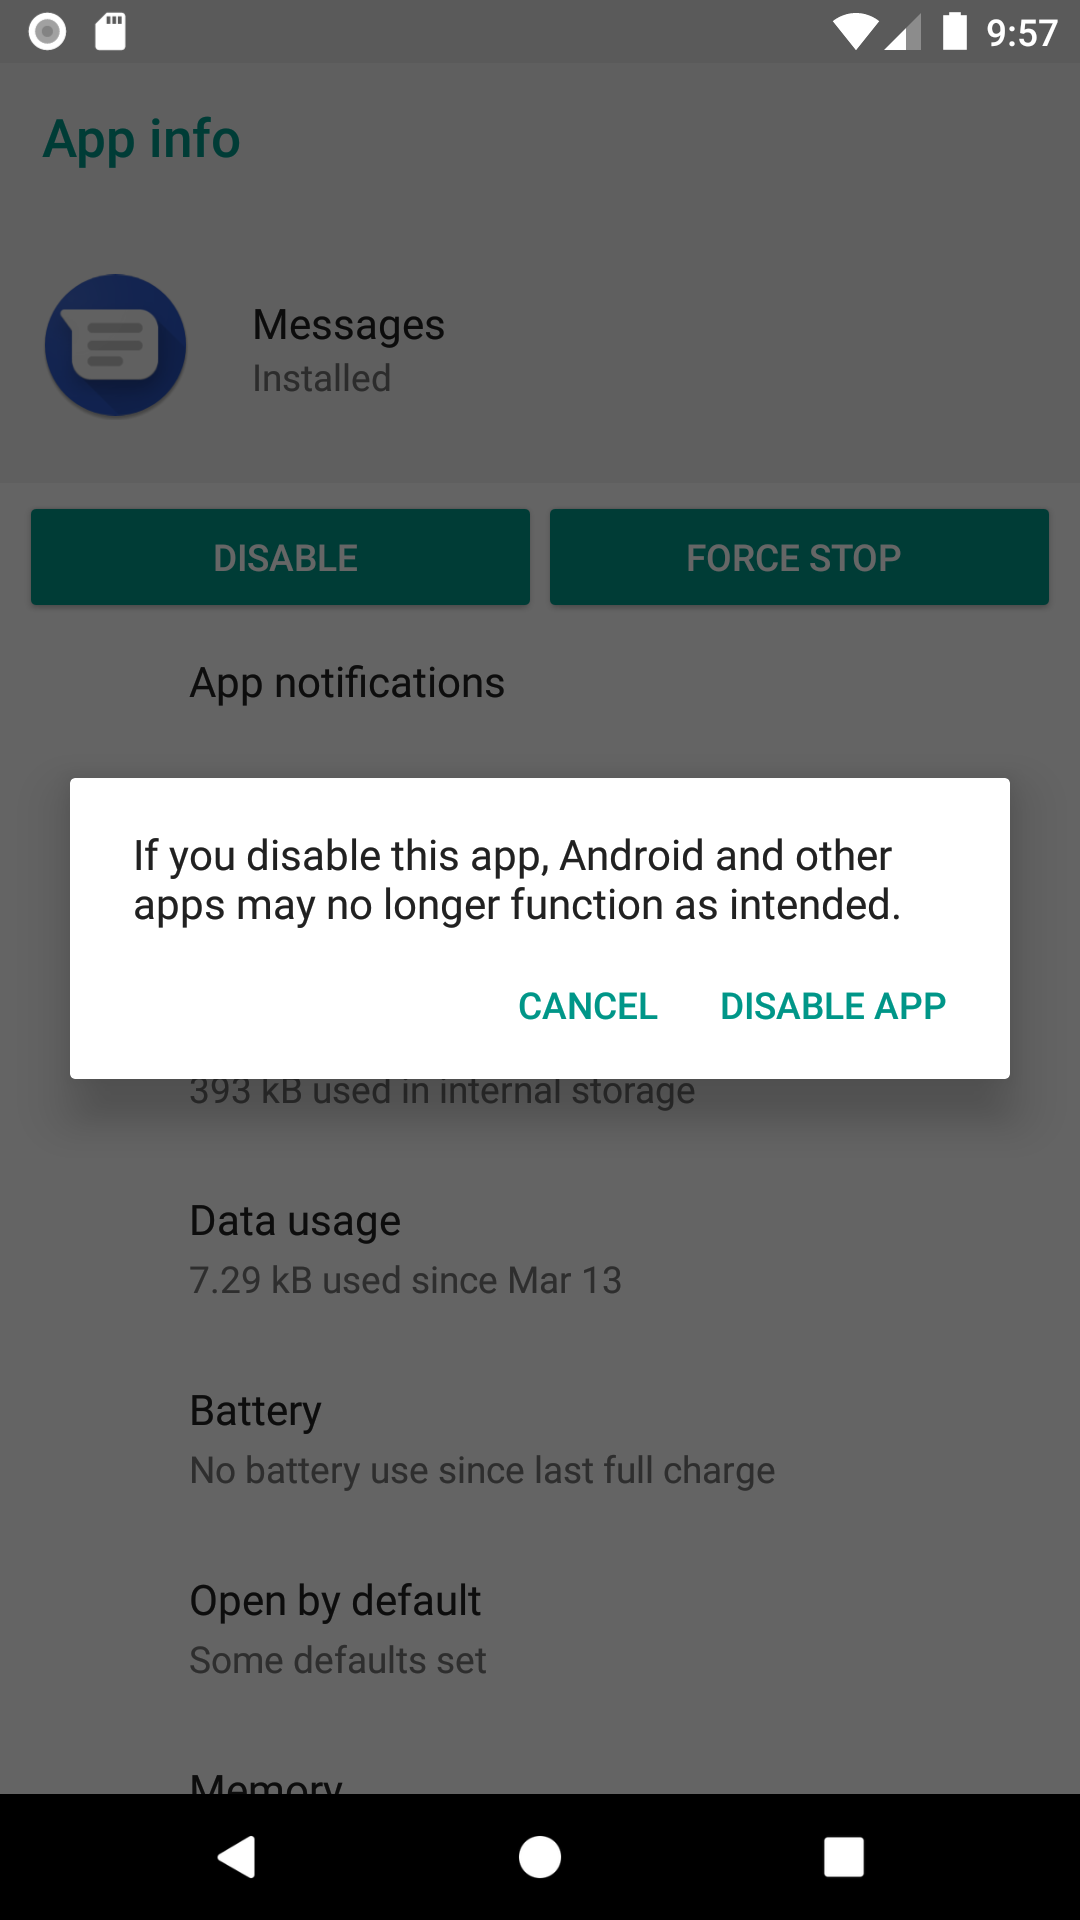 9:57
App info
Messages
Installed
DISABLE
FORCE STOP
App notifications
If you disable this app, Android and other
apps may no longer function as intended.
CANCEL
DISABLE APP
393 kB used in internal storage
Data usage
7.29 kB used since Mar 13
Battery
No battery use since last full charge
Open by default
Some defaults set
Memory